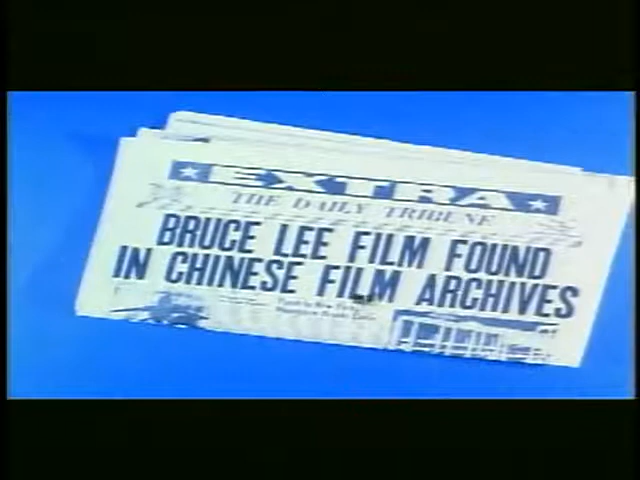 EXTRA
THE DAILY TRIBUNE
BRUCE LEE FILM FOUND
IN CHINESE FILM ARCHIVES